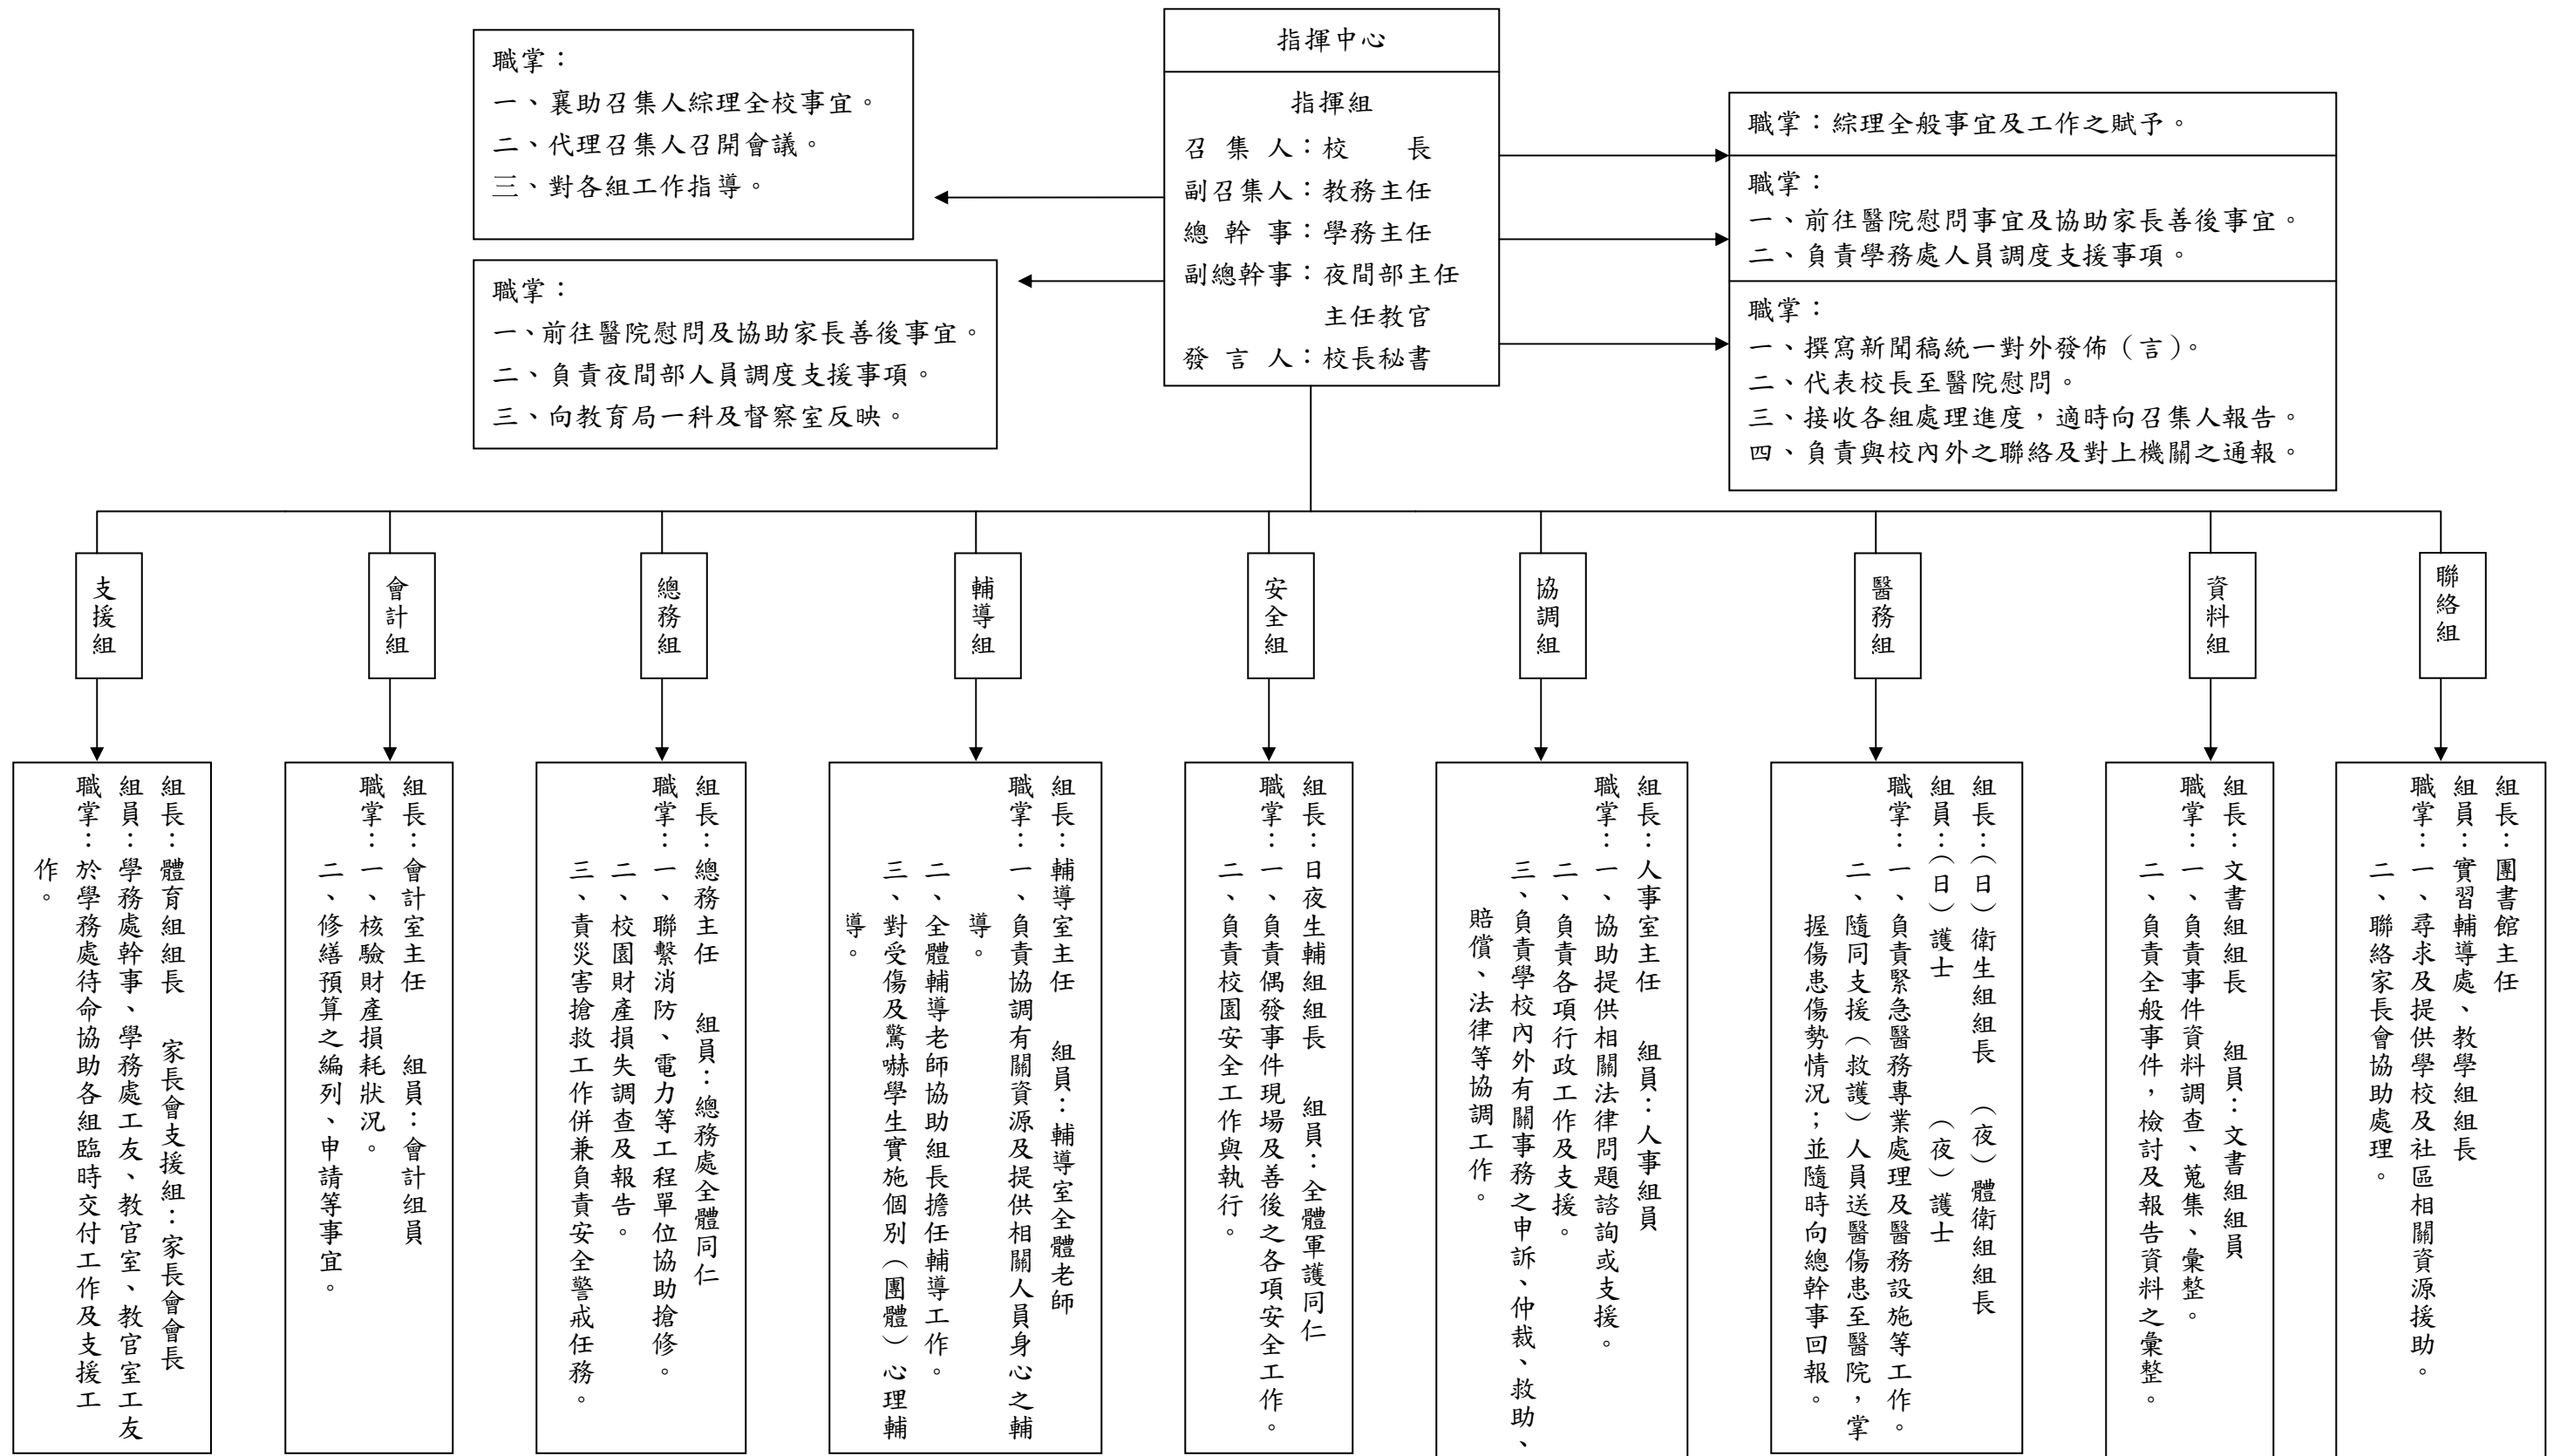 指揮中心
指揮組
召集人：校　長
副召集人：教務主任
總幹事：學務主任
副總幹事：夜間部主任
主任教官
發言人：校長秘書
職掌：
一、襄助召集人綜理全校事宜。
二、代理召集人召開會議。
三、對各組工作指導。
職掌：
一、前往醫院慰問及協助家長善後事宜。
二、負責夜間部人員調度支援事項。
三、向教育局一科及督察室反映。
職掌：綜理全般事宜及工作之賦予。
職掌：
一、前往醫院慰問事宜及協助家長善後事宜。
二、負責學務處人員調度支援事項。
職掌：
一、撰寫新聞稿統一對外發佈（言）。
二、代表校長至醫院慰問。
三、接收各組處理進度，適時向召集人報告。
四、負責與校內外之聯絡及對上機關之通報。
支援組
會計組
總務組
輔導組
安全組
協調組
醫務組
資料組
聯絡組
組長：體育組組長　家長會支援組：家長會會長
組員：學務處幹事、學務處工友、教官室、教官室工友
職掌：於學務處待命協助各組臨時交付工作及支援工
作。
組長：會計室主任　組員：會計組員
職掌：一、核驗財產損耗狀況。
二、修繕預算之編列、申請等事宜。
組長：總務主任　組員：總務處全體同仁
職掌：一、聯繫消防、電力等工程單位協助搶修。
二、校園財產損失調查及報告。
三、責災害搶救工作併兼負責安全警戒任務。
組長：輔導室主任　組員：輔導室全體老師
職掌：一、負責協調有關資源及提供相關人員身心之輔
導。
二、全體輔導老師協助組長擔任輔導工作。
三、對受傷及驚嚇學生實施個別（團體）心理輔
導。
組長：日夜生輔組組長　組員：全體軍護同仁
職掌：一、負責偶發事件現場及善後之各項安全工作。
二、負責校園安全工作與執行。
組長：人事室主任　組員：人事組員
職掌：一、協助提供相關法律問題諮詢或支援。
二、負責各項行政工作及支援。
三、負責學校內外有關事務之申訴、仲裁、救助、
賠償、法律等協調工作。
組長：（日）衛生組組長　（夜）體衛組組長
組員：（日）護士　（夜）護士
職掌：一、負責緊急醫務專業處理及醫務設施等工作。
二、隨同支援（救護）人員送醫傷患至醫院，掌
握傷患傷勢情況；並隨時向總幹事回報。
組長：文書組組長　組員：文書組組員
職掌：一、負責事件資料調查、蒐集、彙整。
二、負責全般事件，檢討及報告資料之彙整。
組長：圖書館主任
組員：實習輔導處、教學組組長
職掌：一、尋求及提供學校及社區相關資源援助。
二、聯絡家長會協助處理。